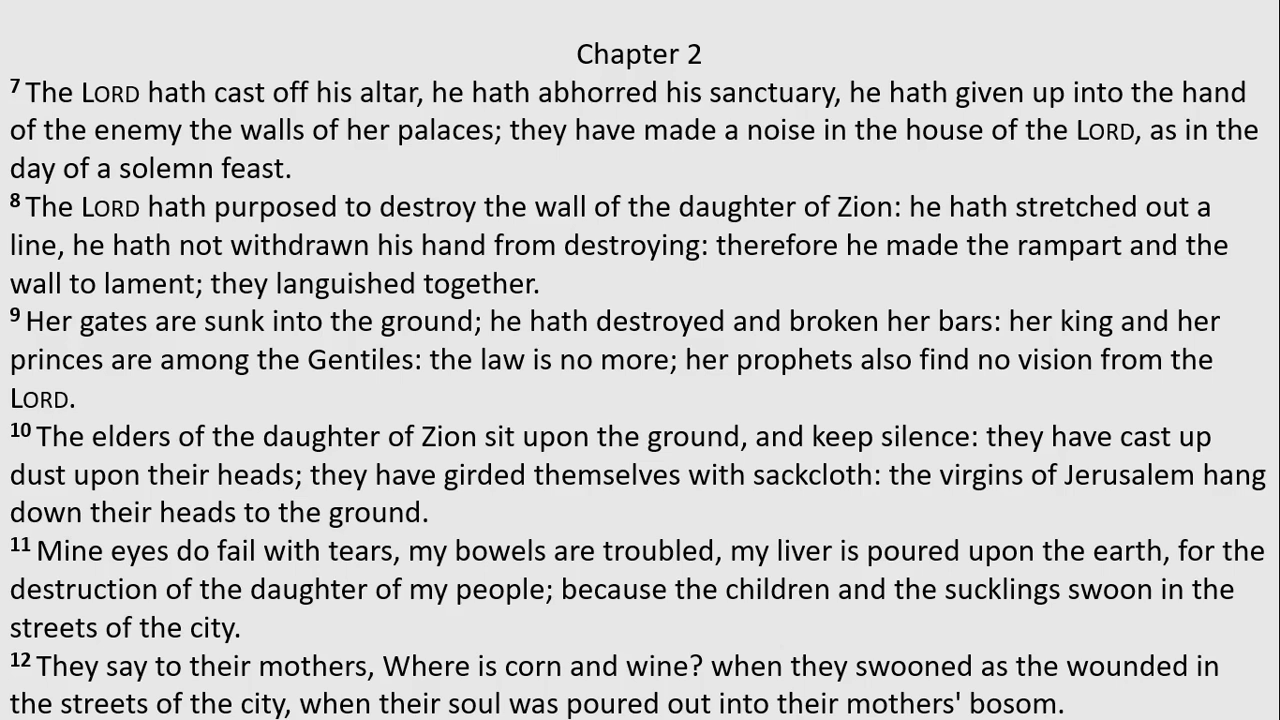 Chapter 2
7 The LORD hath cast off his altar, he hath abhorred his sanctuary, he hath given up into the hand
of the enemy the walls of her palaces; they have made a noise in the house of the LORD, as in the
day of a solemn feast.
8 The LORD hath purposed to destroy the wall of the daughter of Zion: he hath stretched out a
line, he hath not withdrawn his hand from destroying: therefore he made the rampart and the
wall to lament; they languished together.
9 Her gates are sunk into the ground; he hath destroyed and broken her bars: her king and her
princes are among the Gentiles: the law is no more; her prophets also find no vision from the
LORD.
10 The elders of the daughter of Zion sit upon the ground, and keep silence: they have cast up
dust upon their heads; they have girded themselves with sackcloth: the virgins of Jerusalem hang
down their heads to the ground.
11 Mine eyes do fail with tears, my bowels are troubled, my liver is poured upon the earth, for the
destruction of the daughter of my people; because the children and the sucklings swoon in the
streets of the city.
12 They say to their mothers, Where is corn and wine? when they swooned as the wounded in
the streets of the city, when their soul was poured out into their mothers' bosom.